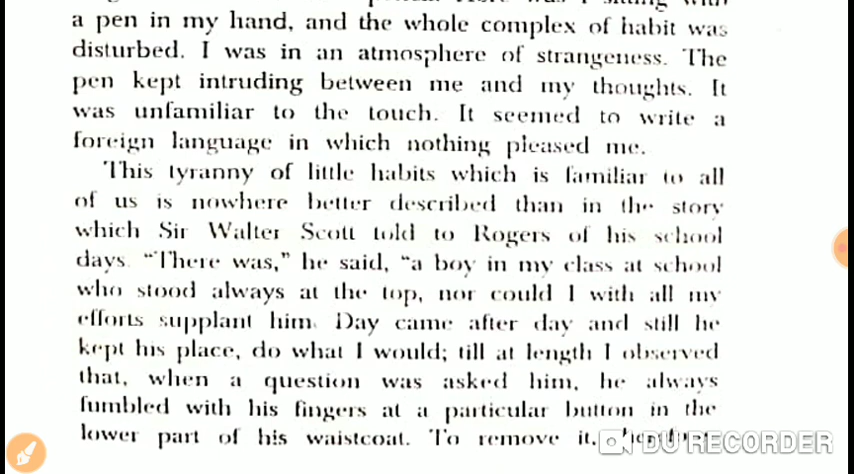 a pen in my hand, and the whole complex of habit was
disturbed. I was in an atmosphere of strangeness. The
pen kept intruding between me and my thoughts. It
was unfamiliar to the touch. It seemed to write a
foreign language in which nothing pleased me.
This tyranny of little habits which is familiar to all
of us is nowhere better described than in the story
which Sir Walter Scott told to Rogers of his school
days. “There was,” he said, “a boy in my class at school
who stood always at the top, nor could I with all my
efforts supplant him. Day came after day and still he
kept his place, do what I would; till at length I observed
that, when a question was asked him, he always
fumbled with his fingers at a particular button in the
lower part of his waistcoat. To remove it,
DU RECORDER